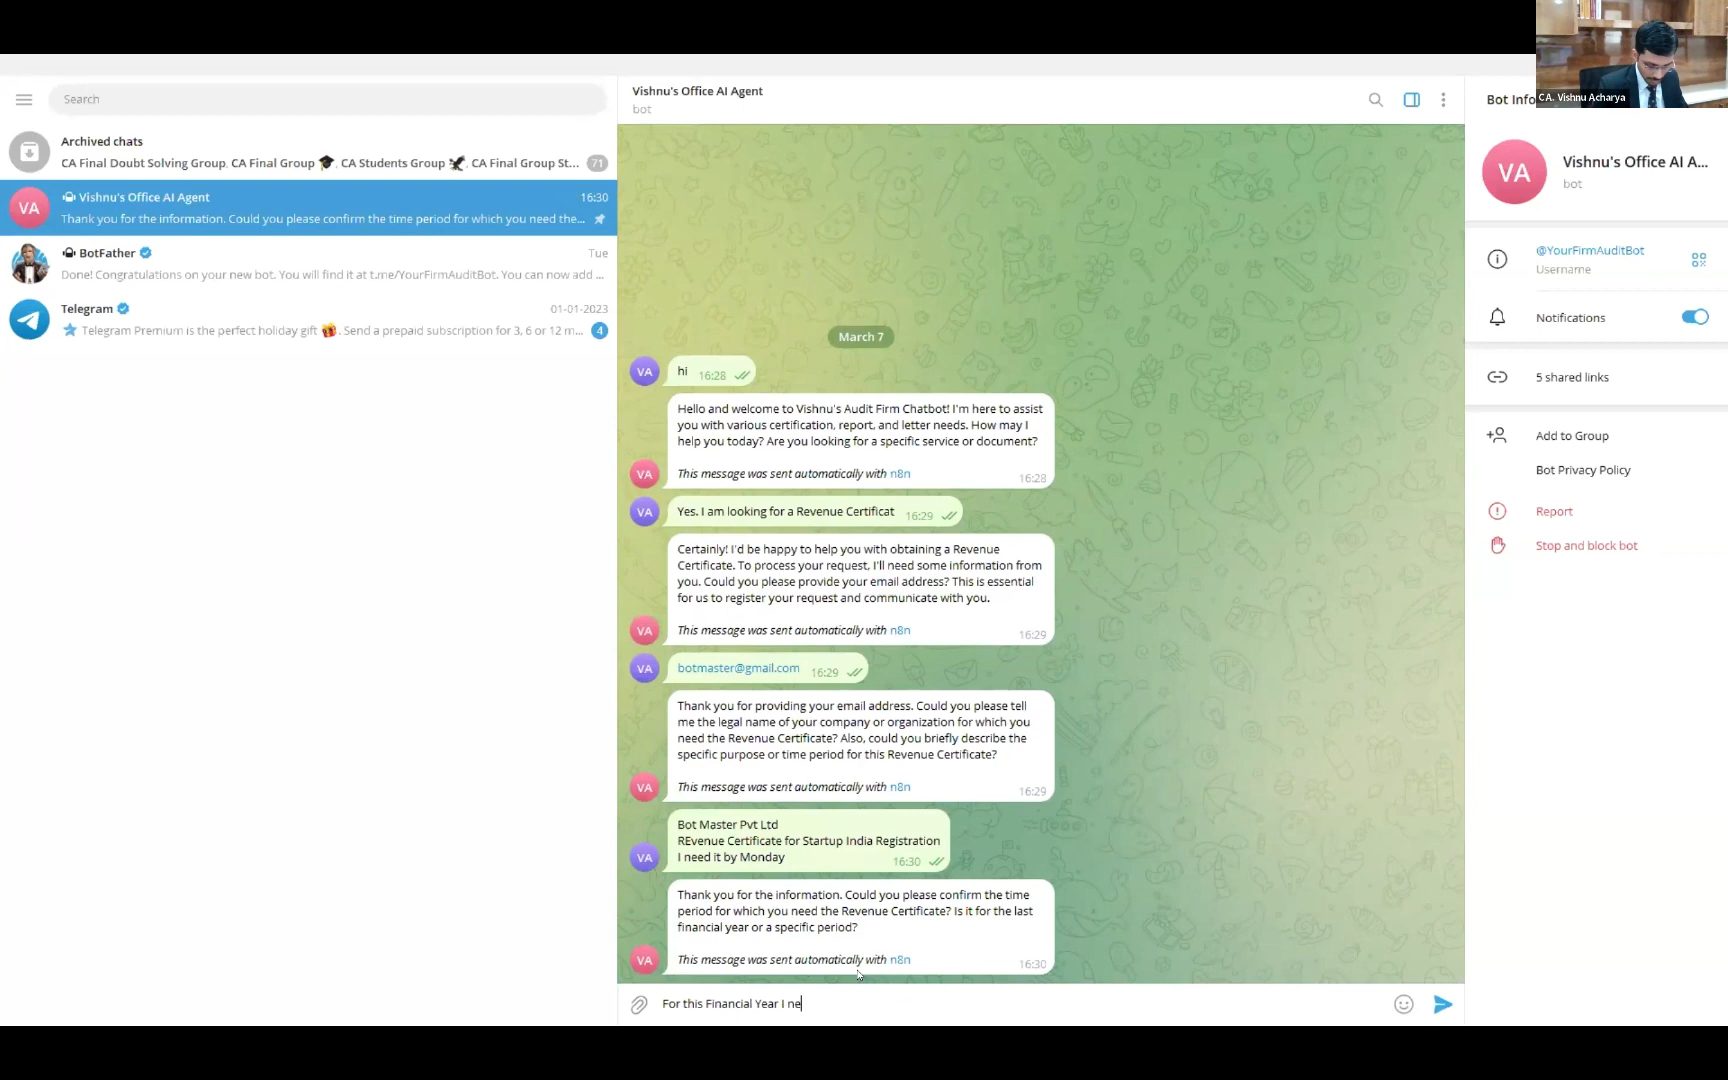 CA. Vishnu Acharya
Search
Archived chats
CA Final Doubt Solving Group, CA Final Group 🎓, CA Students Group 🦅, CA Final Group St... 71
VA
Vishnu's Office AI Agent 16:30
Thank you for the information. Could you please confirm the time period for which you need the...
BotFather Tue
Done! Congratulations on your new bot. You will find it at t.me/YourFirmAuditBot. You can now add ...
Telegram 01-01-2023
Telegram Premium is the perfect holiday gift 🎁. Send a prepaid subscription for 3, 6 or 12 m... 4
Vishnu's Office AI Agent
bot
March 7
VA
hi 16:28
Hello and welcome to Vishnu's Audit Firm Chatbot! I'm here to assist
you with various certification, report, and letter needs. How may I
help you today? Are you looking for a specific service or document?
VA
This message was sent automatically with n8n 16:28
VA
Yes. I am looking for a Revenue Certificat 16:29
Certainly! I'd be happy to help you with obtaining a Revenue
Certificate. To process your request, I'll need some information from
you. Could you please provide your email address? This is essential
for us to register your request and communicate with you.
VA
This message was sent automatically with n8n 16:29
VA
botmaster@gmail.com 16:29
Thank you for providing your email address. Could you please tell
me the legal name of your company or organization for which you
need the Revenue Certificate? Also, could you briefly describe the
specific purpose or time period for this Revenue Certificate?
VA
This message was sent automatically with n8n 16:29
Bot Master Pvt Ltd
REvenue Certificate for Startup India Registration
VA
I need it by Monday 16:30
Thank you for the information. Could you please confirm the time
period for which you need the Revenue Certificate? Is it for the last
financial year or a specific period?
VA
This message was sent automatically with n8n 16:30
For this Financial Year I ne
Bot Info
VA
Vishnu's Office AI A...
bot
@YourFirmAuditBot
Username
Notifications
5 shared links
Add to Group
Bot Privacy Policy
Report
Stop and block bot